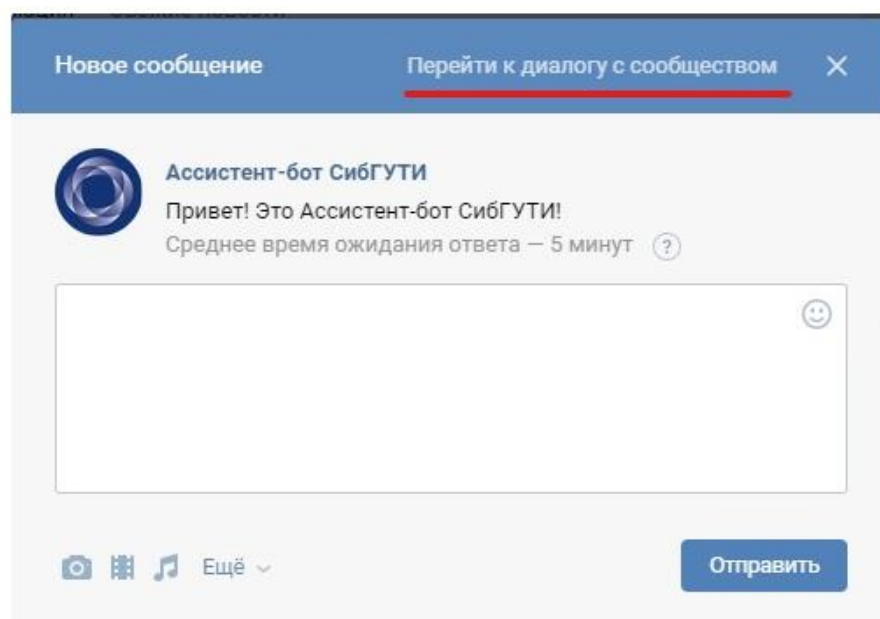 Новое сообщение Перейти к диалогу с сообществом
Ассистент-бот СибГУТИ
Привет! Это Ассистент-бот СибГУТИ!
Среднее время ожидания ответа — 5 минут ?
Ещё
Отправить